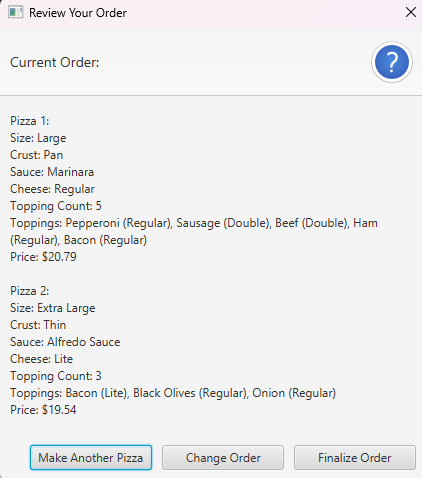 Review Your Order
Current Order:
?
Pizza 1:
Size: Large
Crust: Pan
Sauce: Marinara
Cheese: Regular
Topping Count: 5
Toppings: Pepperoni (Regular), Sausage (Double), Beef (Double), Ham
(Regular), Bacon (Regular)
Price: $20.79
Pizza 2:
Size: Extra Large
Crust: Thin
Sauce: Alfredo Sauce
Cheese: Lite
Topping Count: 3
Toppings: Bacon (Lite), Black Olives (Regular), Onion (Regular)
Price: $19.54
Make Another Pizza
Change Order
Finalize Order